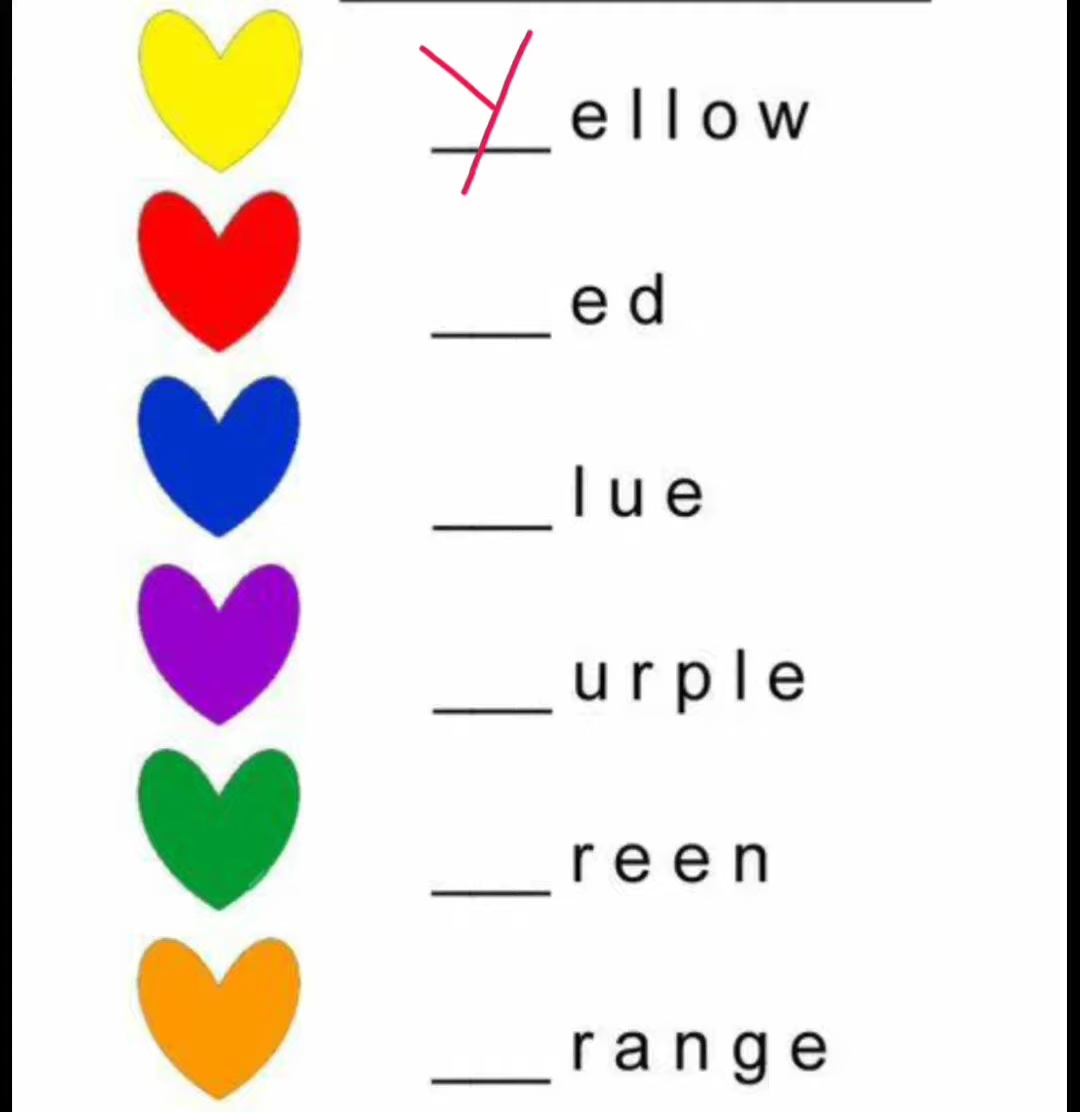 Y ellow
___ ed
___ lue
___ urple
___ reen
___ range